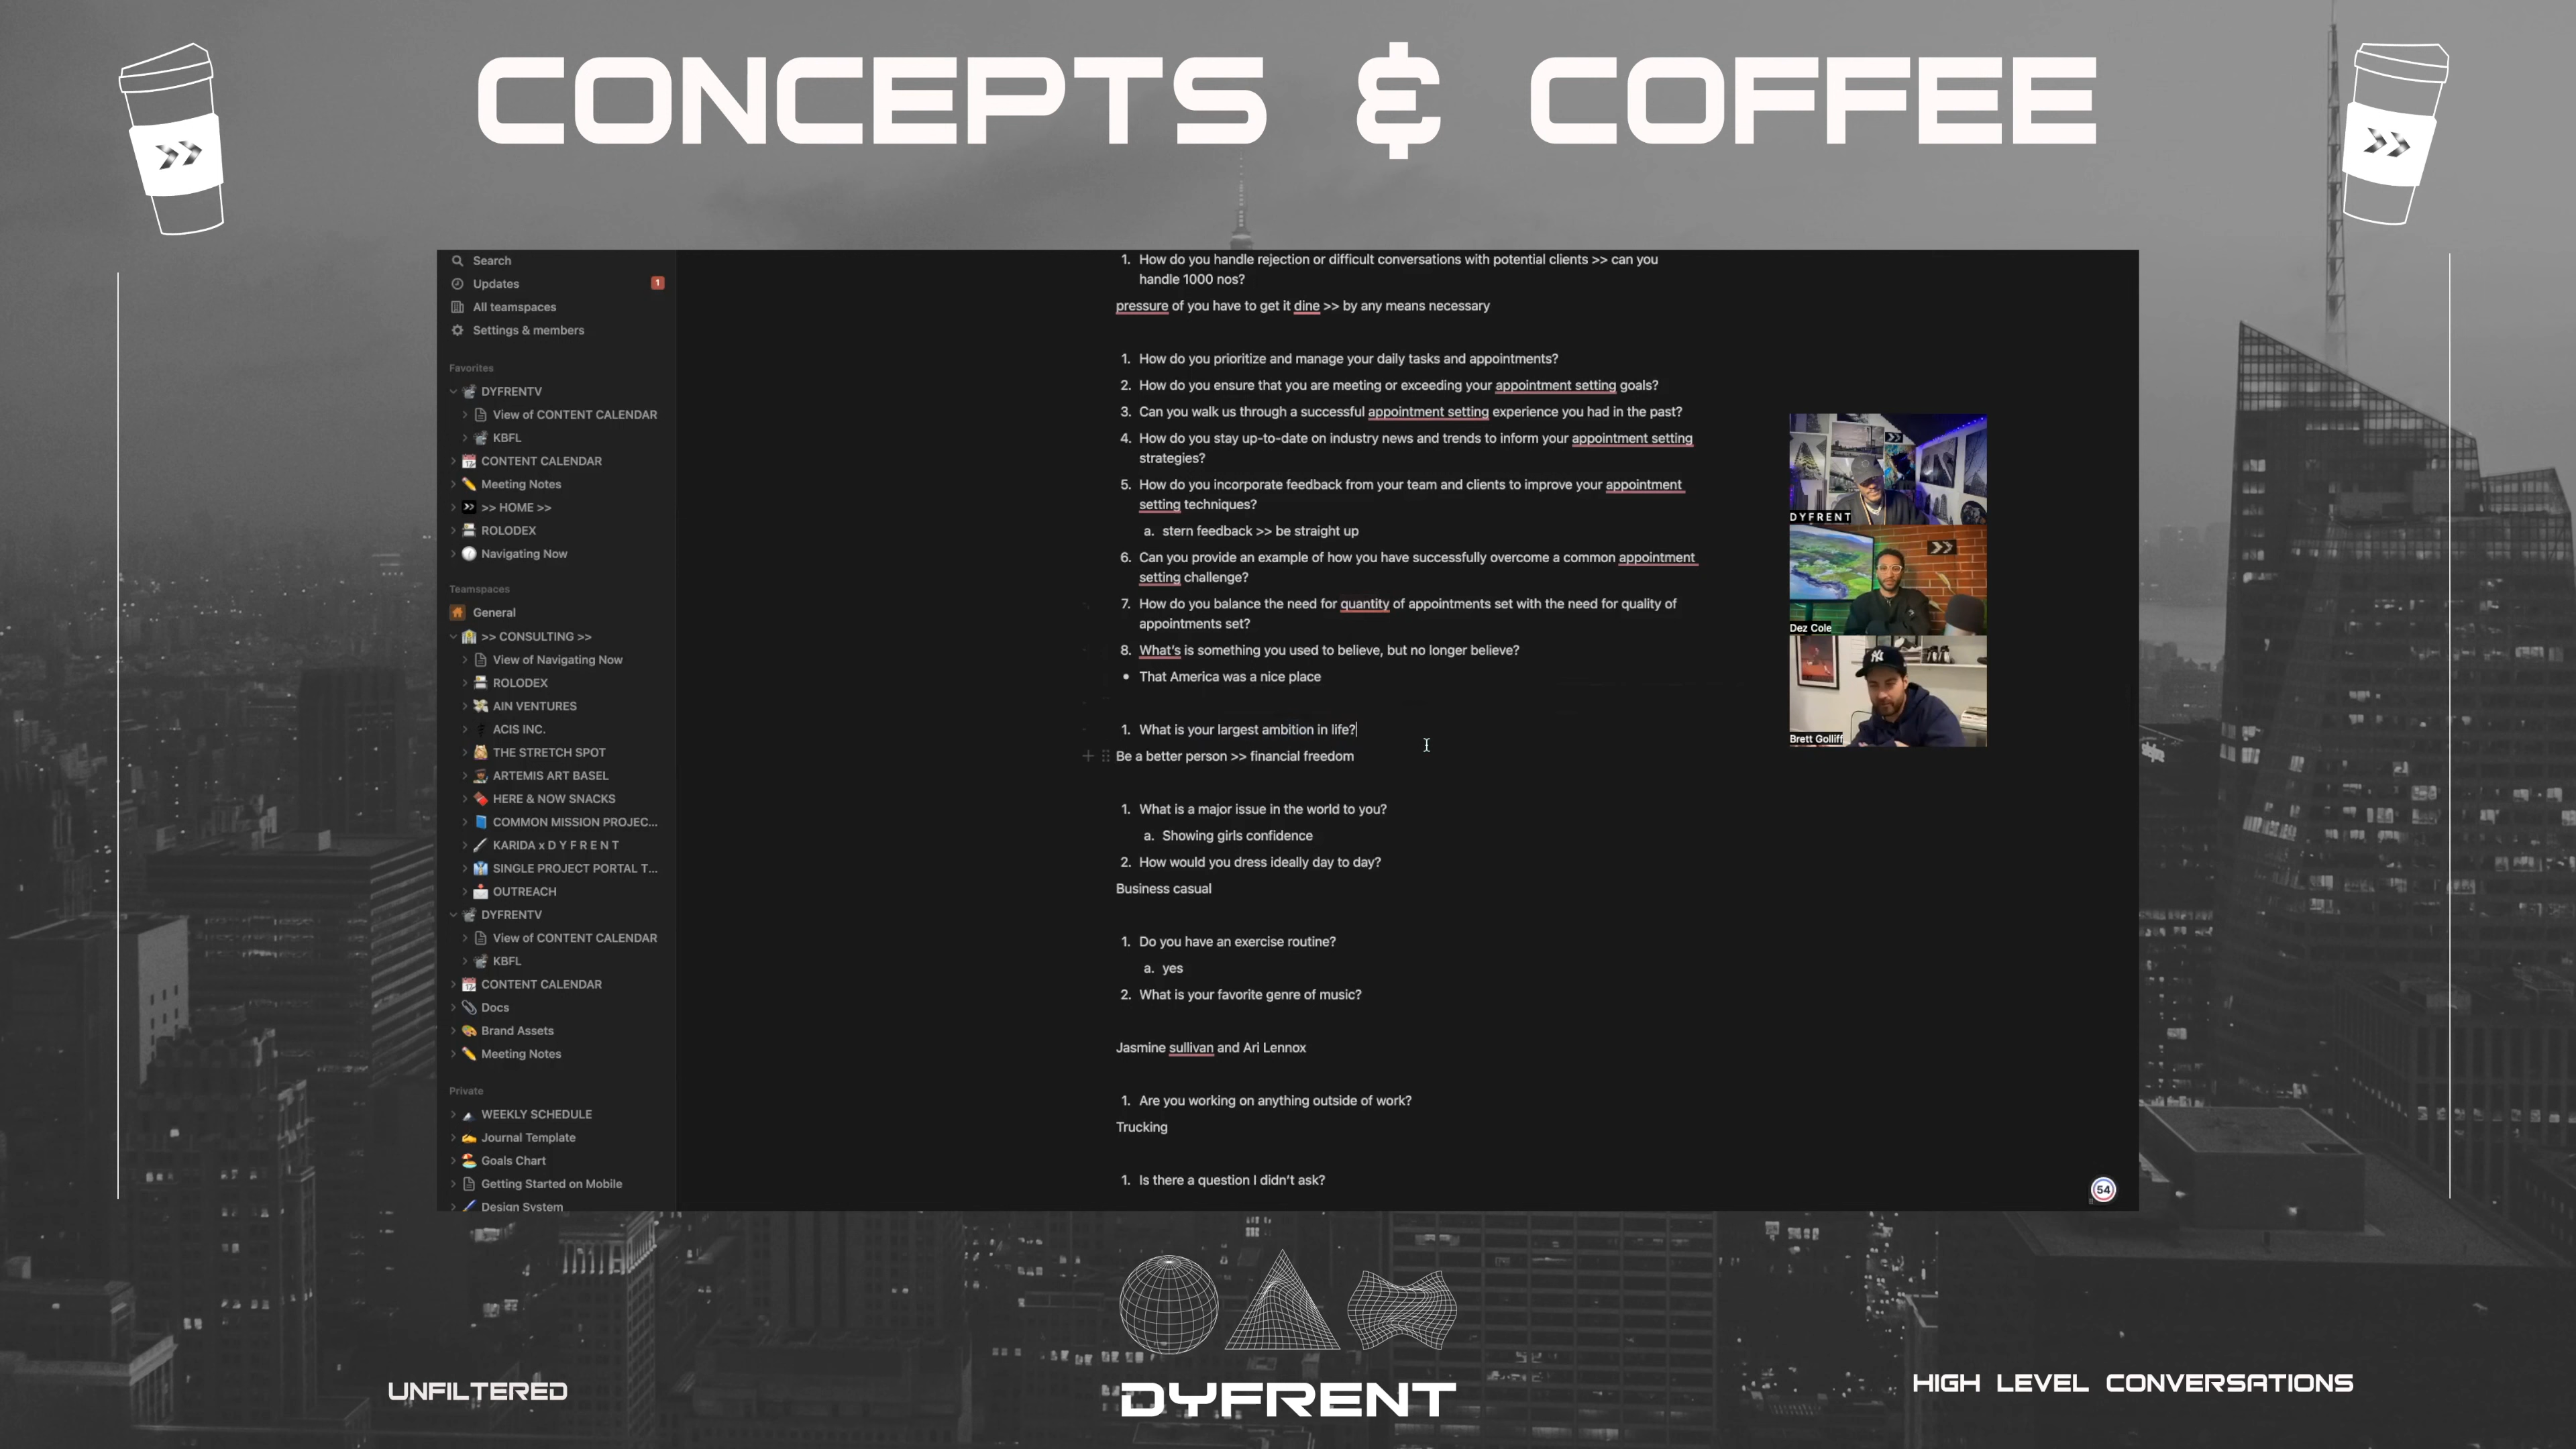 CONCEPTS & COFFEE
Search
Updates 1
All teamspaces
Settings & members
Favorites
DYFRENTV
View of CONTENT CALENDAR
KBFL
CONTENT CALENDAR
Meeting Notes
>> HOME >>
ROLODEX
Navigating Now
Teamspaces
General
>> CONSULTING >>
View of Navigating Now
ROLODEX
AIN VENTURES
ACIS INC.
THE STRETCH SPOT
ARTEMIS ART BASEL
HERE & NOW SNACKS
COMMON MISSION PROJEC...
KARIDA x D Y F R E N T
SINGLE PROJECT PORTAL T...
OUTREACH
DYFRENTV
View of CONTENT CALENDAR
KBFL
CONTENT CALENDAR
Docs
Brand Assets
Meeting Notes
Private
WEEKLY SCHEDULE
Journal Template
Goals Chart
Getting Started on Mobile
Design System
1. How do you handle rejection or difficult conversations with potential clients >> can you
handle 1000 nos?
pressure of you have to get it dine >> by any means necessary
1. How do you prioritize and manage your daily tasks and appointments?
2. How do you ensure that you are meeting or exceeding your appointment setting goals?
3. Can you walk us through a successful appointment setting experience you had in the past?
4. How do you stay up-to-date on industry news and trends to inform your appointment setting
strategies?
5. How do you incorporate feedback from your team and clients to improve your appointment
setting techniques?
a. stern feedback >> be straight up
6. Can you provide an example of how you have successfully overcome a common appointment
setting challenge?
7. How do you balance the need for quantity of appointments set with the need for quality of
appointments set?
8. What's is something you used to believe, but no longer believe?
• That America was a nice place
1. What is your largest ambition in life?
Be a better person >> financial freedom
1. What is a major issue in the world to you?
a. Showing girls confidence
2. How would you dress ideally day to day?
Business casual
1. Do you have an exercise routine?
a. yes
2. What is your favorite genre of music?
Jasmine sullivan and Ari Lennox
1. Are you working on anything outside of work?
Trucking
1. Is there a question I didn't ask?
D Y F R E N T
Dez Cole
Brett Golliff
54
UNFILTERED
DYFRENT
HIGH LEVEL CONVERSATIONS